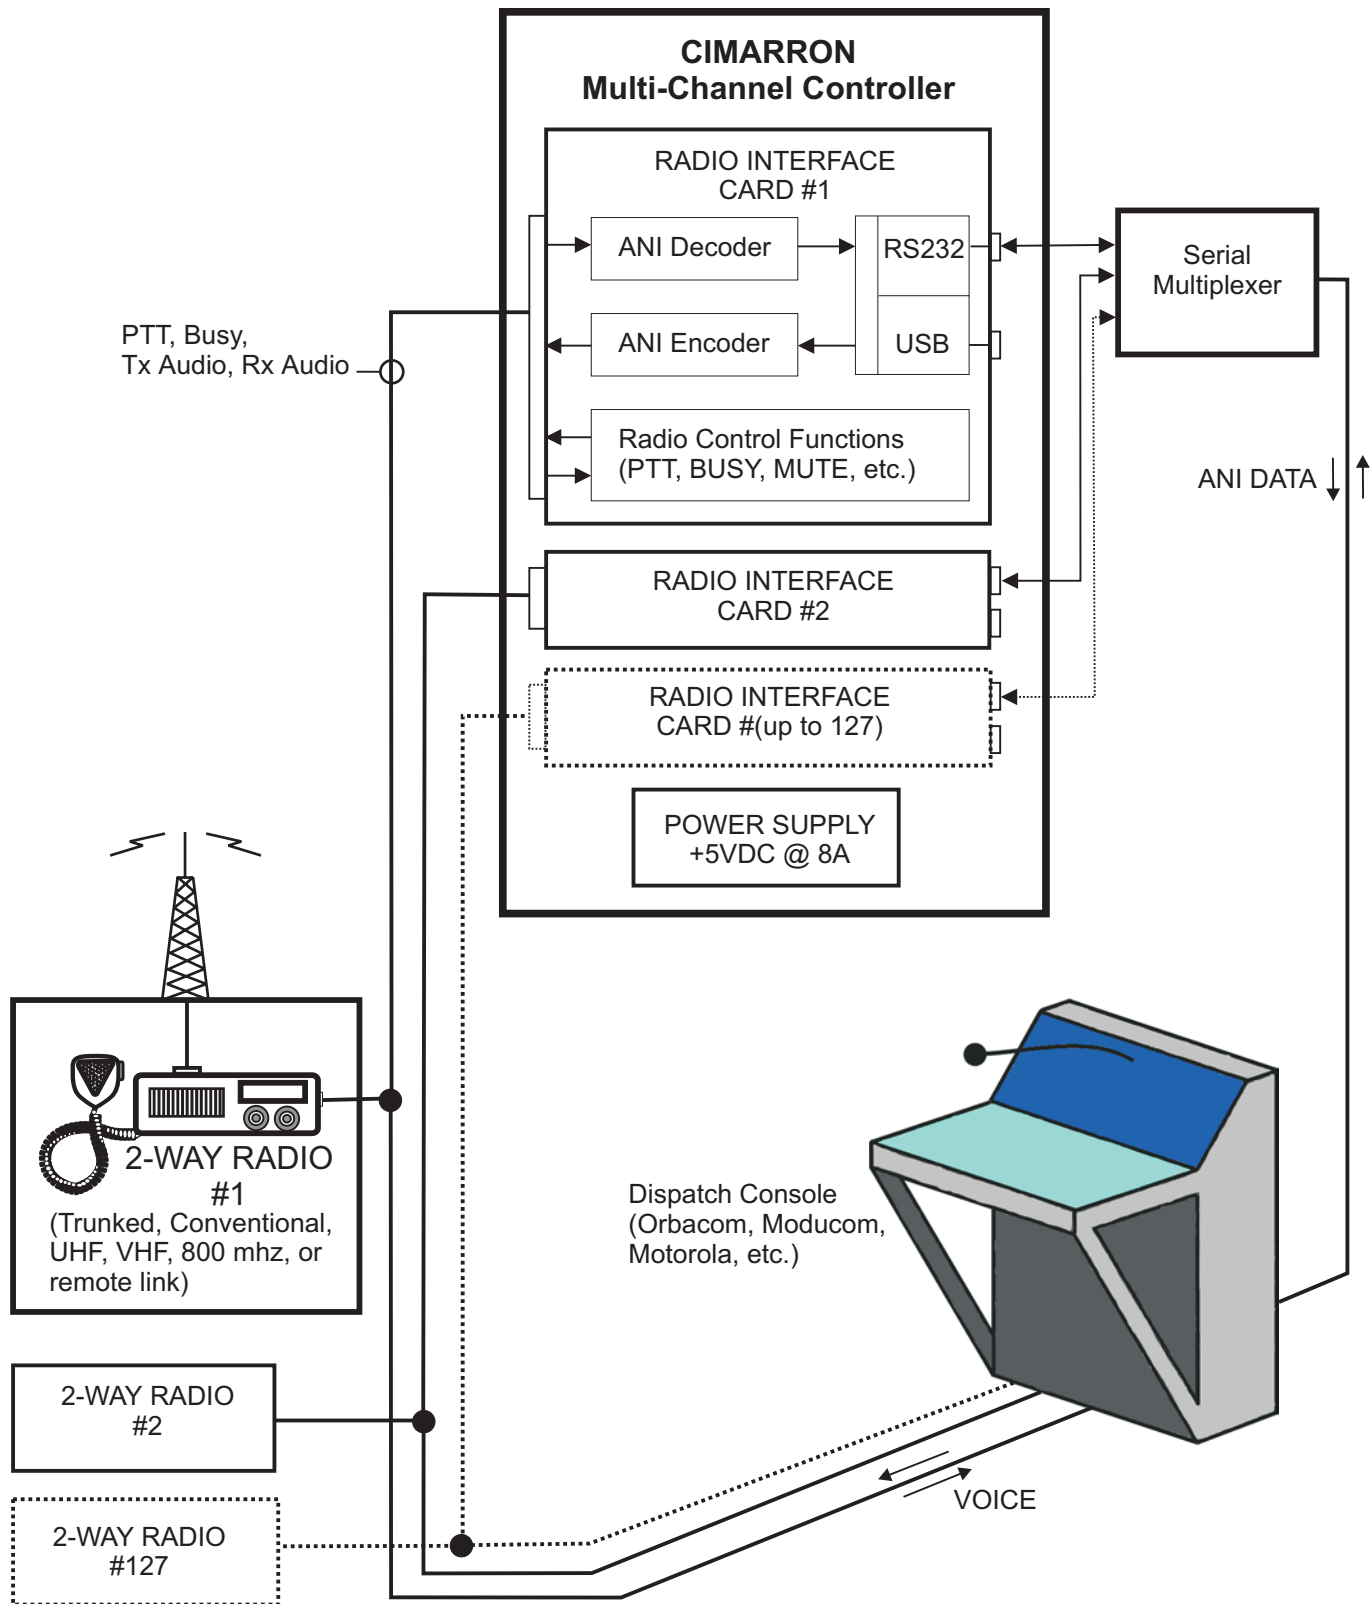 CIMARRON
Multi-Channel Controller
RADIO INTERFACE
CARD #1
ANI Decoder
RS232
ANI Encoder
USB
Radio Control Functions
(PTT, BUSY, MUTE, etc.)
Serial
Multiplexer
PTT, Busy,
Tx Audio, Rx Audio
ANI DATA
RADIO INTERFACE
CARD #2
RADIO INTERFACE
CARD #(up to 127)
POWER SUPPLY
+5VDC @ 8A
2-WAY RADIO
#1
(Trunked, Conventional,
UHF, VHF, 800 mhz, or
remote link)
Dispatch Console
(Orbacom, Moducom,
Motorola, etc.)
2-WAY RADIO
#2
VOICE
2-WAY RADIO
#127